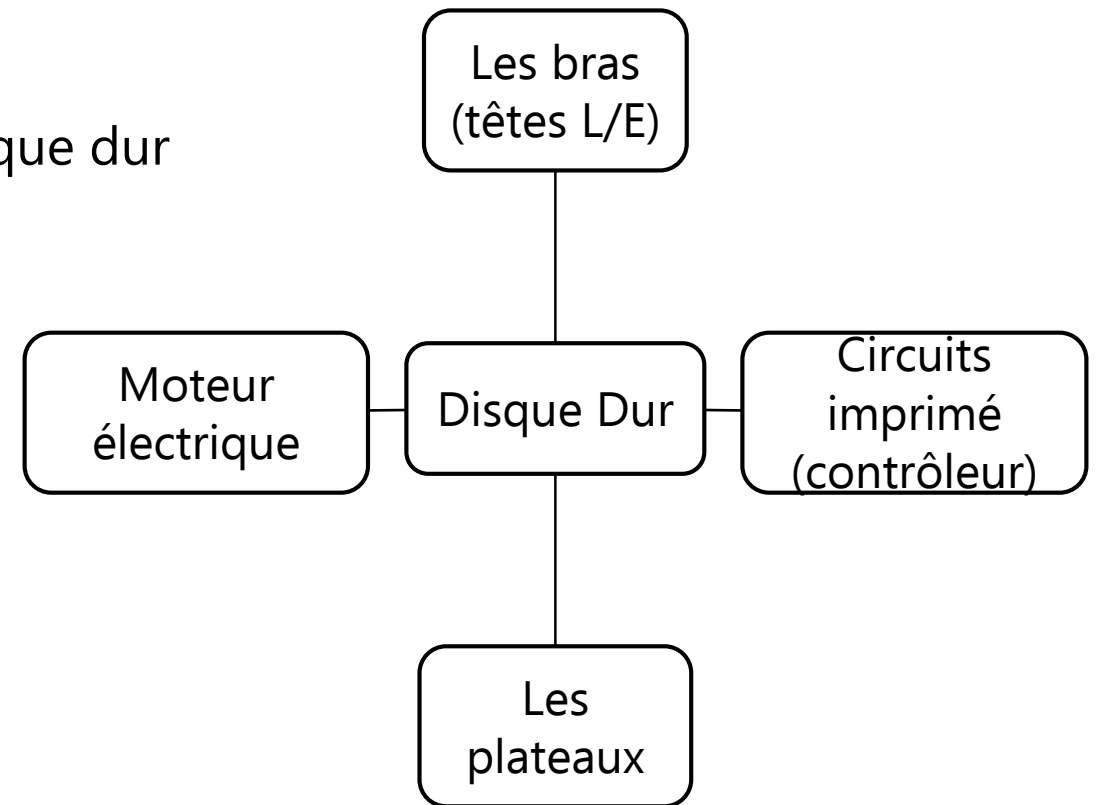 Les bras
(têtes L/E)
que dur
Moteur
électrique
Disque Dur
Circuits
imprimé
(contrôleur)
Les
plateaux